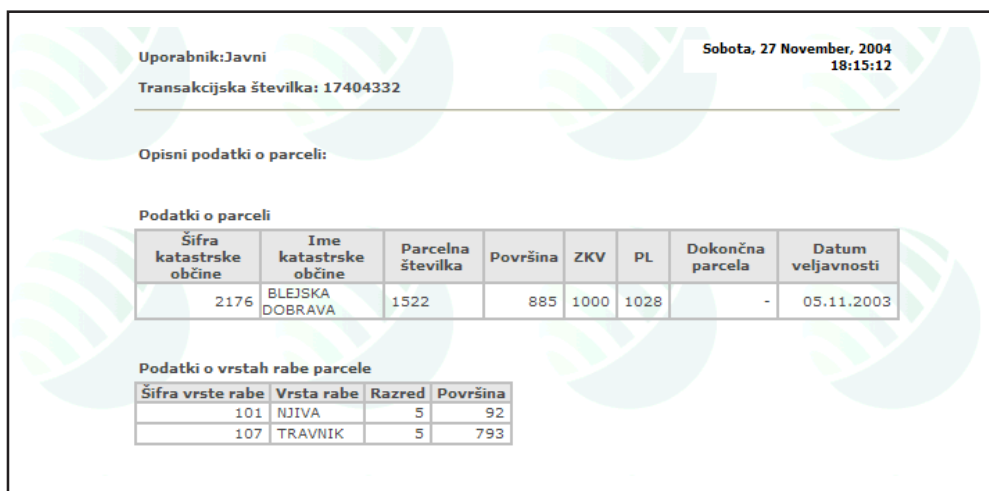 Uporabnik:Javni
Sobota, 27 November, 2004
18:15:12
Transakcijska številka: 17404332
Opisni podatki o parceli:
Podatki o parceli
Šifra katastrske občine Ime katastrske občine Parcelna številka Površina ZKV PL Dokončna parcela Datum veljavnosti
2176 BLEJSKA DOBRAVA 1522 885 1000 1028 - 05.11.2003
Podatki o vrstah rabe parcele
Šifra vrste rabe Vrsta rabe Razred Površina
101 NJIVA 5 92
107 TRAVNIK 5 793